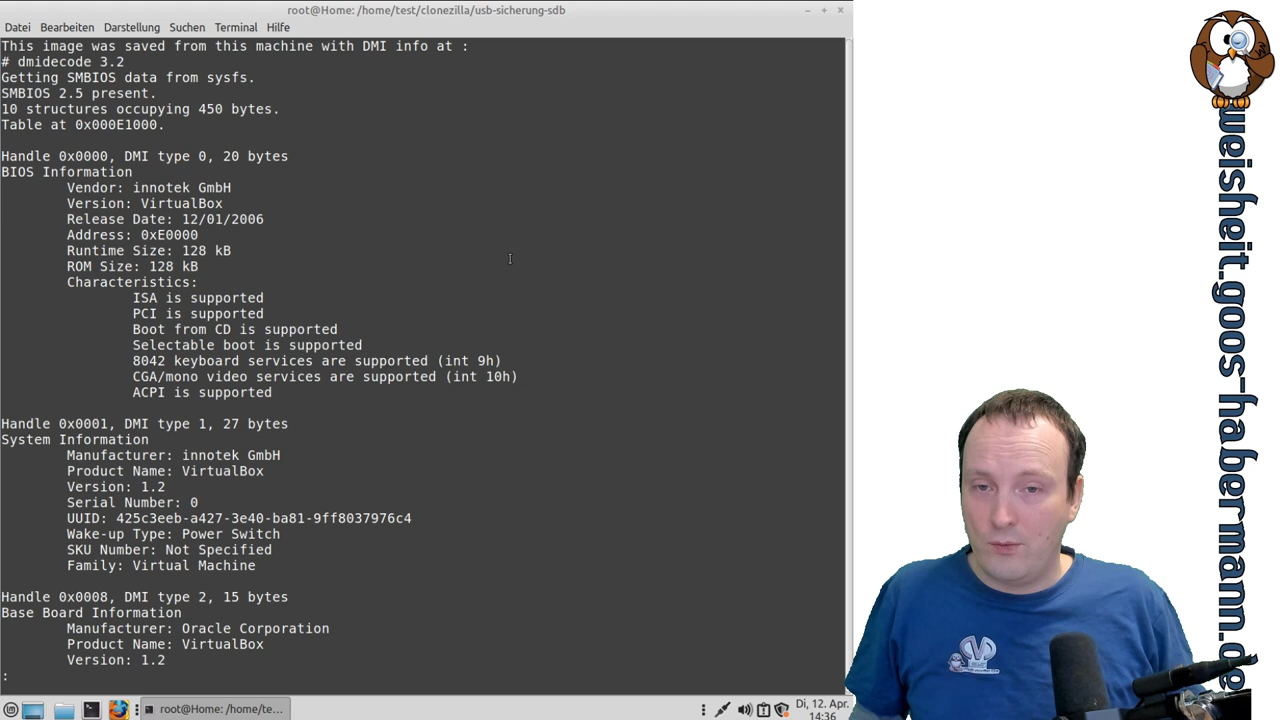 root@Home: /home/test/clonezilla/usb-sicherung-sdb
Datei Bearbeiten Darstellung Suchen Terminal Hilfe
This image was saved from this machine with DMI info at :
# dmidecode 3.2
Getting SMBIOS data from sysfs.
SMBIOS 2.5 present.
10 structures occupying 450 bytes.
Table at 0x000E1000.
Handle 0x0000, DMI type 0, 20 bytes
BIOS Information
Vendor: innotek GmbH
Version: VirtualBox
Release Date: 12/01/2006
Address: 0xE0000
Runtime Size: 128 kB
ROM Size: 128 kB
Characteristics:
ISA is supported
PCI is supported
Boot from CD is supported
Selectable boot is supported
8042 keyboard services are supported (int 9h)
CGA/mono video services are supported (int 10h)
ACPI is supported
Handle 0x0001, DMI type 1, 27 bytes
System Information
Manufacturer: innotek GmbH
Product Name: VirtualBox
Version: 1.2
Serial Number: 0
UUID: 425c3eeb-a427-3e40-ba81-9ff8037976c4
Wake-up Type: Power Switch
SKU Number: Not Specified
Family: Virtual Machine
Handle 0x0008, DMI type 2, 15 bytes
Base Board Information
Manufacturer: Oracle Corporation
Product Name: VirtualBox
Version: 1.2
:
root@Home: /home/te...
Di, 12. Apr.
14:36
weisheit.goos-habermann.de